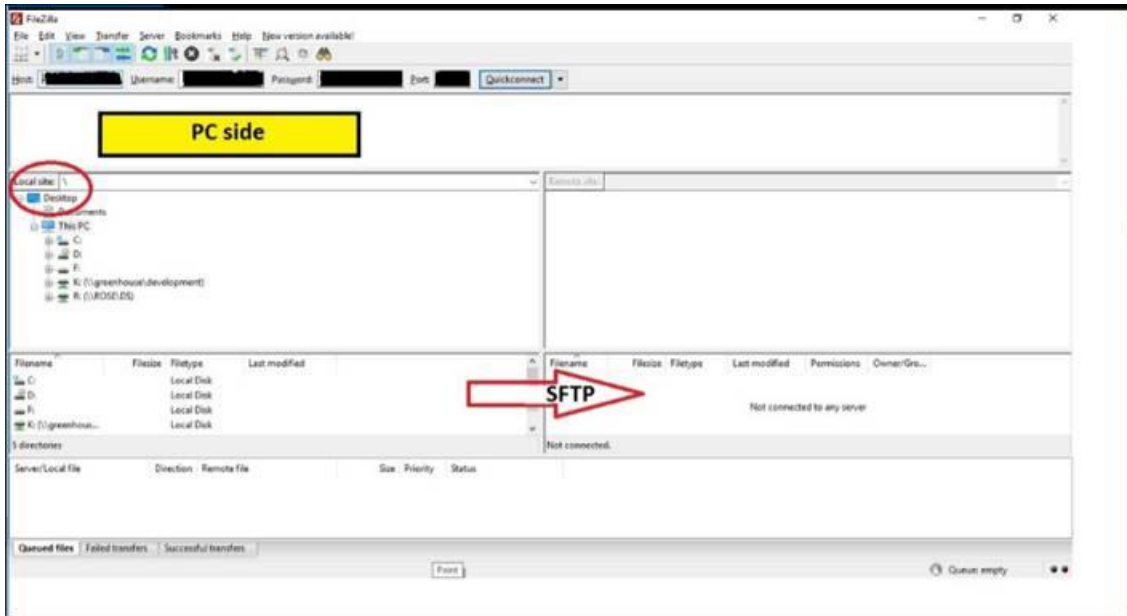 FileZilla
File Edit View Transfer Server Bookmarks Help New version available!
Host: Username: Password: Port: Quickconnect
PC side
Local site: \
Remote site:
Desktop
Documents
This PC
C:
D:
F:
K: (\\greenhouse\development)
R: (\\ROSE\DS)
Filename Filesize Filetype Last modified
C: Local Disk
D: Local Disk
F: Local Disk
K: (\\greenhous... Local Disk
5 directories
Filename Filesize Filetype Last modified Permissions Owner/Gro...
SFTP
Not connected to any server
Not connected.
Server/Local file Direction Remote file Size Priority Status
Queued files Failed transfers Successful transfers
Queue: empty